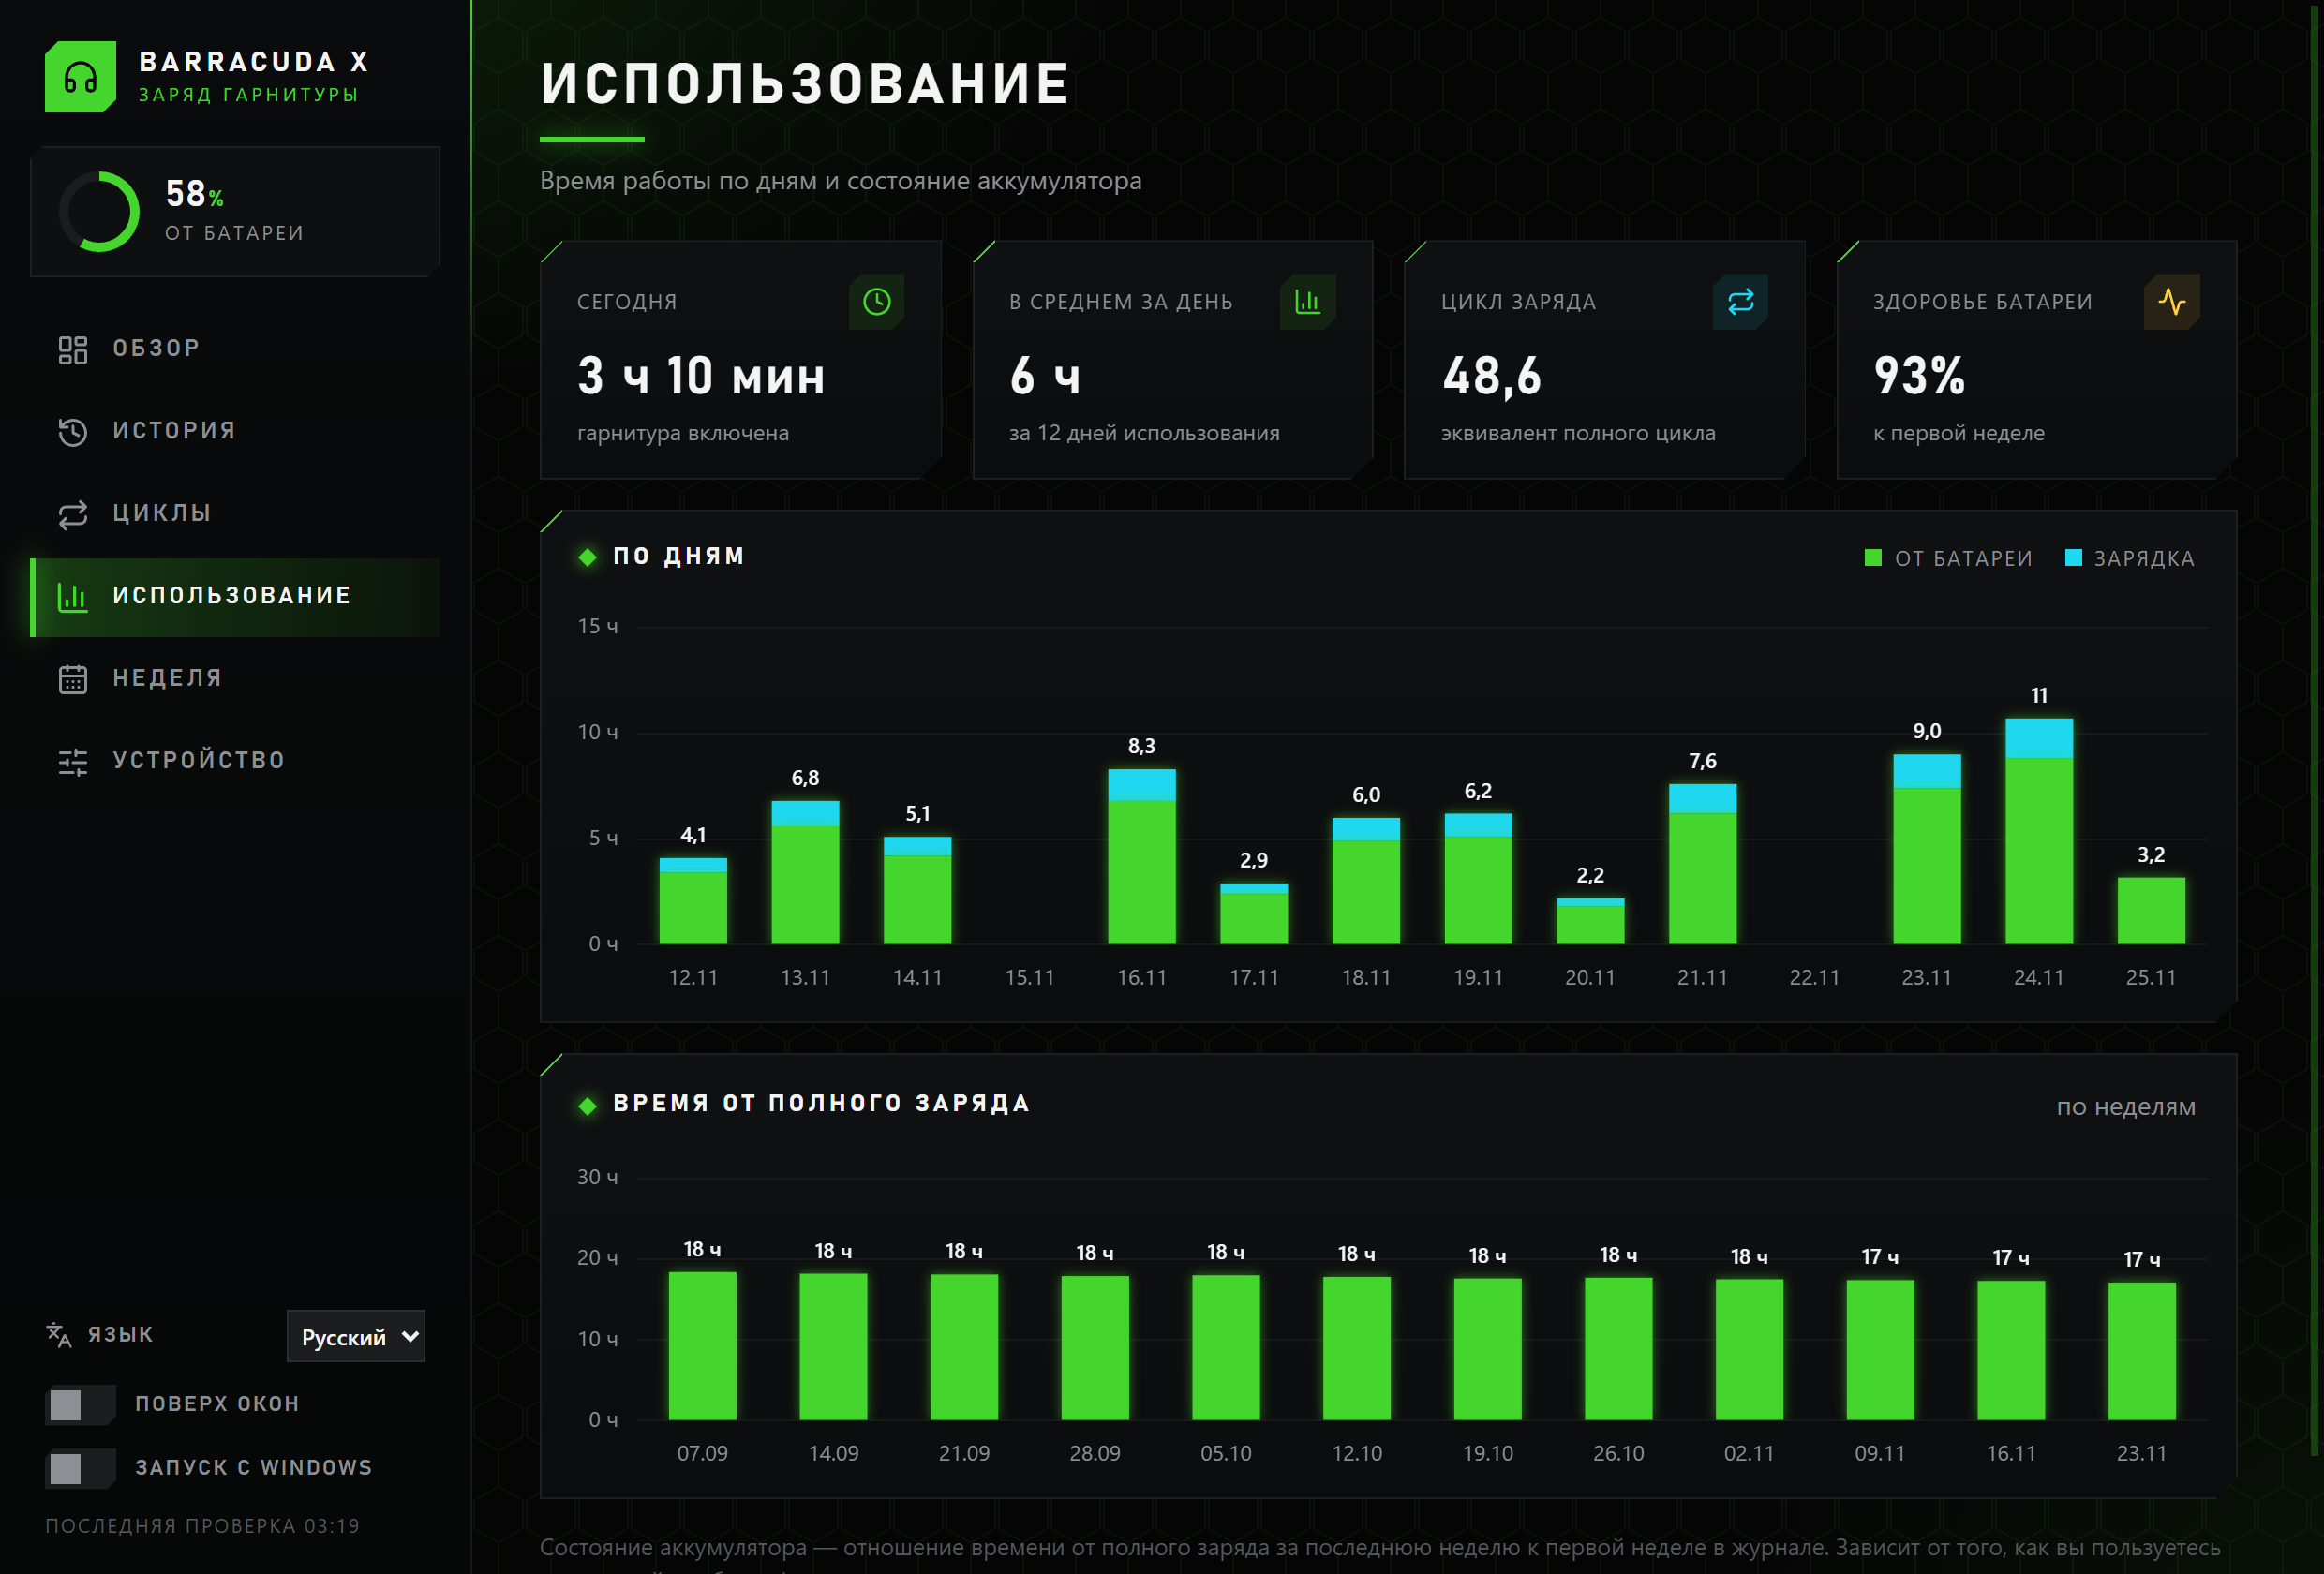 BARRACUDA X
ЗАРЯД ГАРНИТУРЫ
58%
ОТ БАТАРЕИ
ОБЗОР
ИСТОРИЯ
ЦИКЛЫ
ИСПОЛЬЗОВАНИЕ
НЕДЕЛЯ
УСТРОЙСТВО
ЯЗЫК
Русский
ПОВЕРХ ОКОН
ЗАПУСК С WINDOWS
ПОСЛЕДНЯЯ ПРОВЕРКА 03:19
ИСПОЛЬЗОВАНИЕ
Время работы по дням и состояние аккумулятора
СЕГОДНЯ
3 ч 10 мин
гарнитура включена
В СРЕДНЕМ ЗА ДЕНЬ
6 ч
за 12 дней использования
ЦИКЛ ЗАРЯДА
48,6
эквивалент полного цикла
ЗДОРОВЬЕ БАТАРЕИ
93%
к первой неделе
ПО ДНЯМ
ОТ БАТАРЕИ ЗАРЯДКА
15 ч
10 ч
5 ч
0 ч
4,1 6,8 5,1 8,3 2,9 6,0 6,2 2,2 7,6 9,0 11 3,2
12.11 13.11 14.11 15.11 16.11 17.11 18.11 19.11 20.11 21.11 22.11 23.11 24.11 25.11
ВРЕМЯ ОТ ПОЛНОГО ЗАРЯДА
по неделям
30 ч
20 ч
10 ч
0 ч
18 ч 18 ч 18 ч 18 ч 18 ч 18 ч 18 ч 18 ч 18 ч 17 ч 17 ч 17 ч
07.09 14.09 21.09 28.09 05.10 12.10 19.10 26.10 02.11 09.11 16.11 23.11
Состояние аккумулятора — отношение времени от полного заряда за последнюю неделю к первой неделе в журнале. Зависит от того, как вы пользуетесь